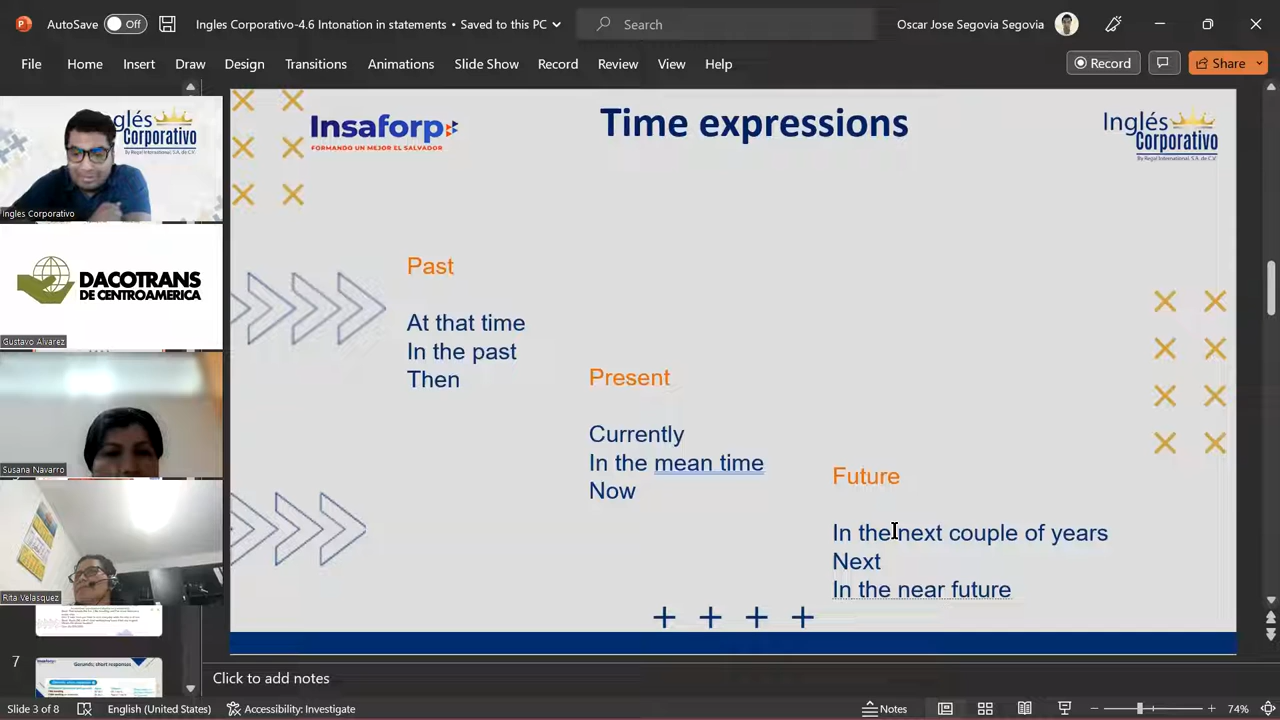 AutoSave Off
Ingles Corporativo-4.6 Intonation in statements • Saved to this PC
Search
Oscar Jose Segovia Segovia
File Home Insert Draw Design Transitions Animations Slide Show Record Review View Help
Record
Share
Inglés
Corporativo
Ingles Corporativo
DACOTRANS
DE CENTROAMERICA
Gustavo Alvarez
Susana Navarro
Rita Velasquez
7
Insaforp
FORMANDO UN MEJOR EL SALVADOR
Time expressions
Inglés
Corporativo
By Regal International, S.A. de C.V.
Past
At that time
In the past
Then
Present
Currently
In the mean time
Now
Future
In the next couple of years
Next
In the near future
Click to add notes
Slide 3 of 8 English (United States) Accessibility: Investigate Notes 74%